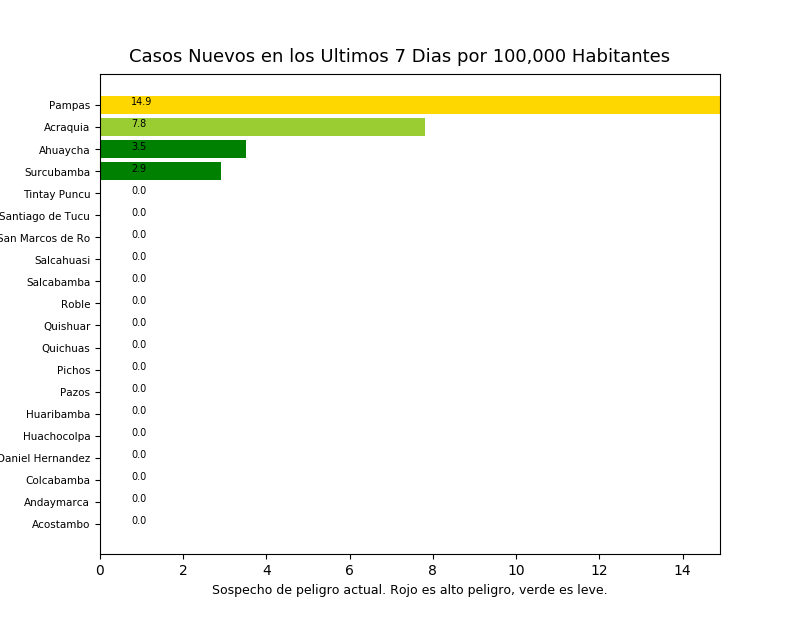 Casos Nuevos en los Ultimos 7 Dias por 100,000 Habitantes
Pampas 14.9
Acraquia 7.8
Ahuaycha 3.5
Surcubamba 2.9
Tintay Puncu 0.0
Santiago de Tucu 0.0
San Marcos de Ro 0.0
Salcahuasi 0.0
Salcabamba 0.0
Roble 0.0
Quishuar 0.0
Quichuas 0.0
Pichos 0.0
Pazos 0.0
Huaribamba 0.0
Huachocolpa 0.0
Daniel Hernandez 0.0
Colcabamba 0.0
Andaymarca 0.0
Acostambo 0.0
0 2 4 6 8 10 12 14
Sospecho de peligro actual. Rojo es alto peligro, verde es leve.